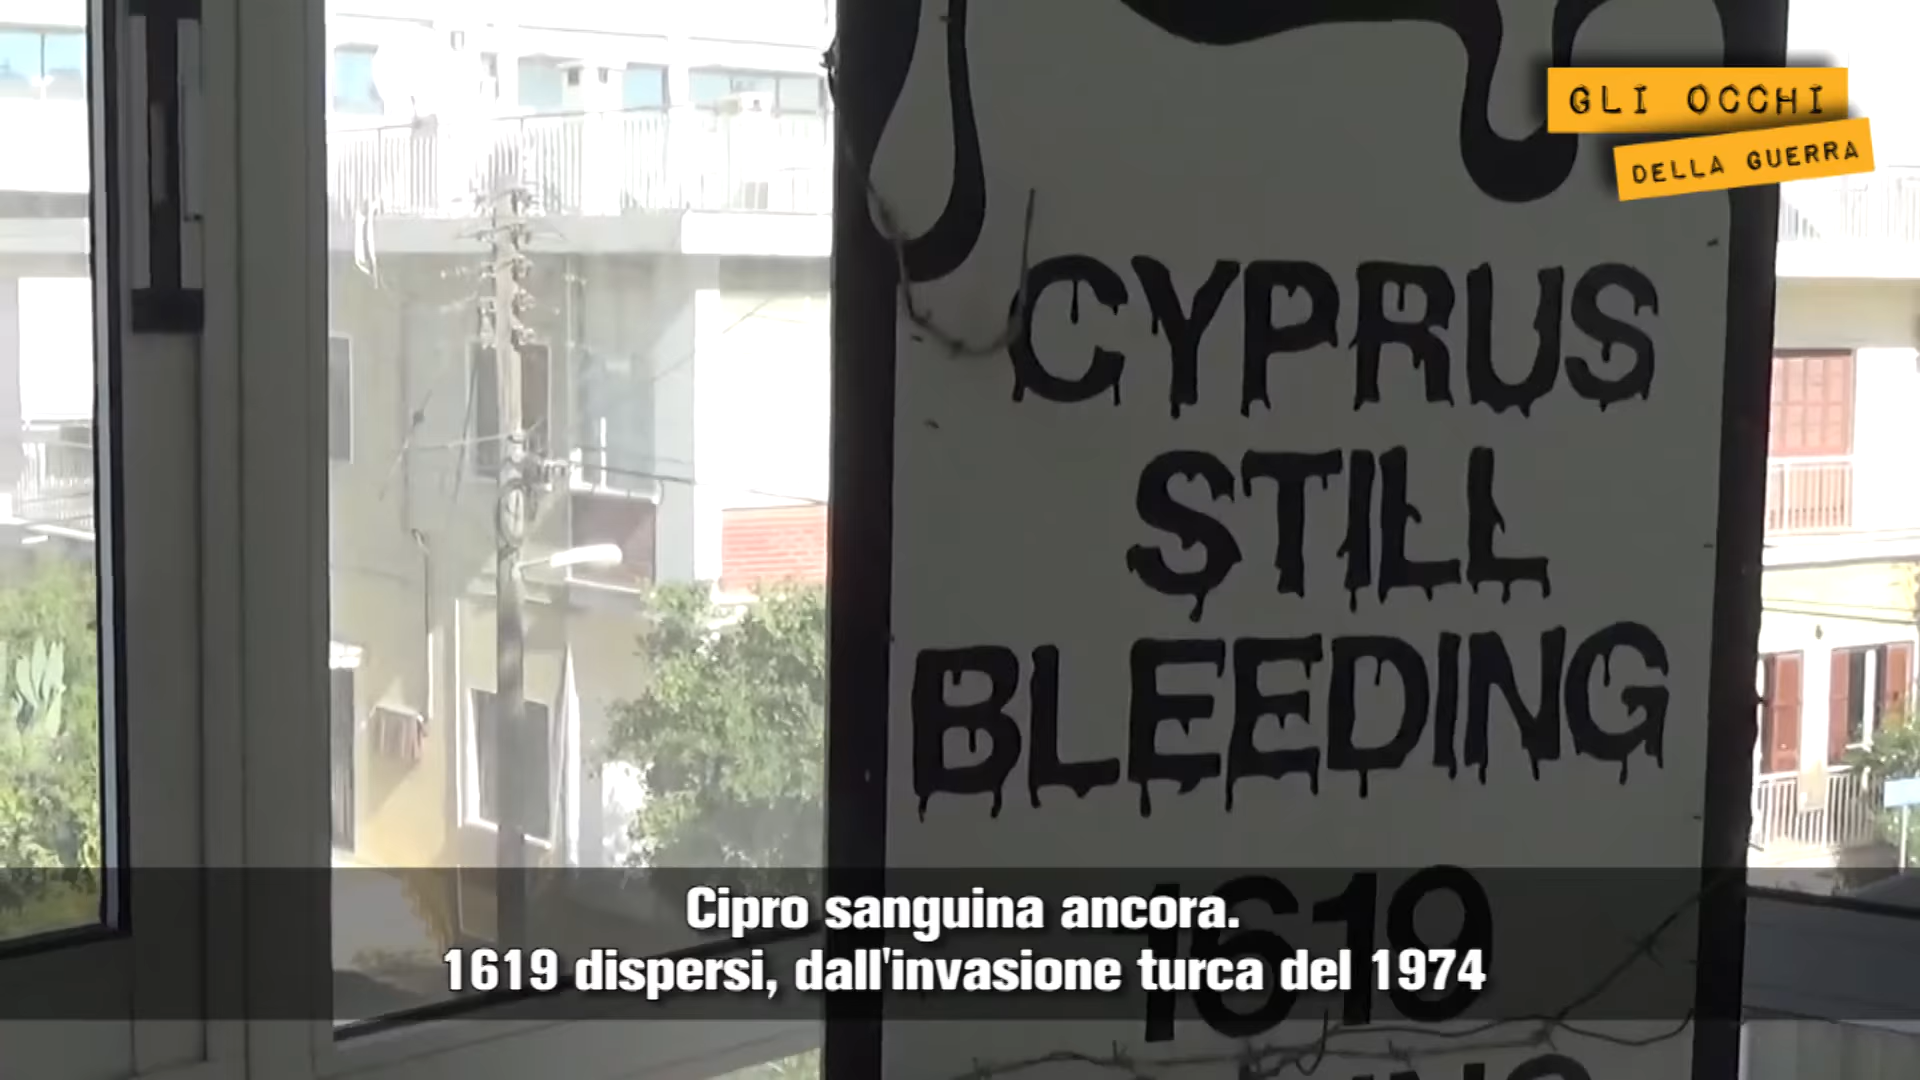 GLI OCCHI
DELLA GUERRA
CYPRUS
STILL
BLEEDING
1619
Cipro sanguina ancora.
1619 dispersi, dall'invasione turca del 1974